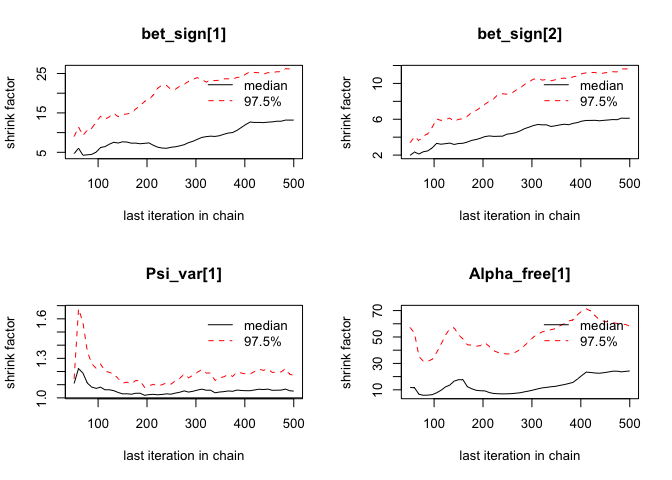 bet_sign[1]
shrink factor
5 15 25
median
97.5%
100 200 300 400 500
last iteration in chain
bet_sign[2]
shrink factor
2 6 10
median
97.5%
100 200 300 400 500
last iteration in chain
Psi_var[1]
shrink factor
1.0 1.3 1.6
median
97.5%
100 200 300 400 500
last iteration in chain
Alpha_free[1]
shrink factor
10 30 50 70
median
97.5%
100 200 300 400 500
last iteration in chain